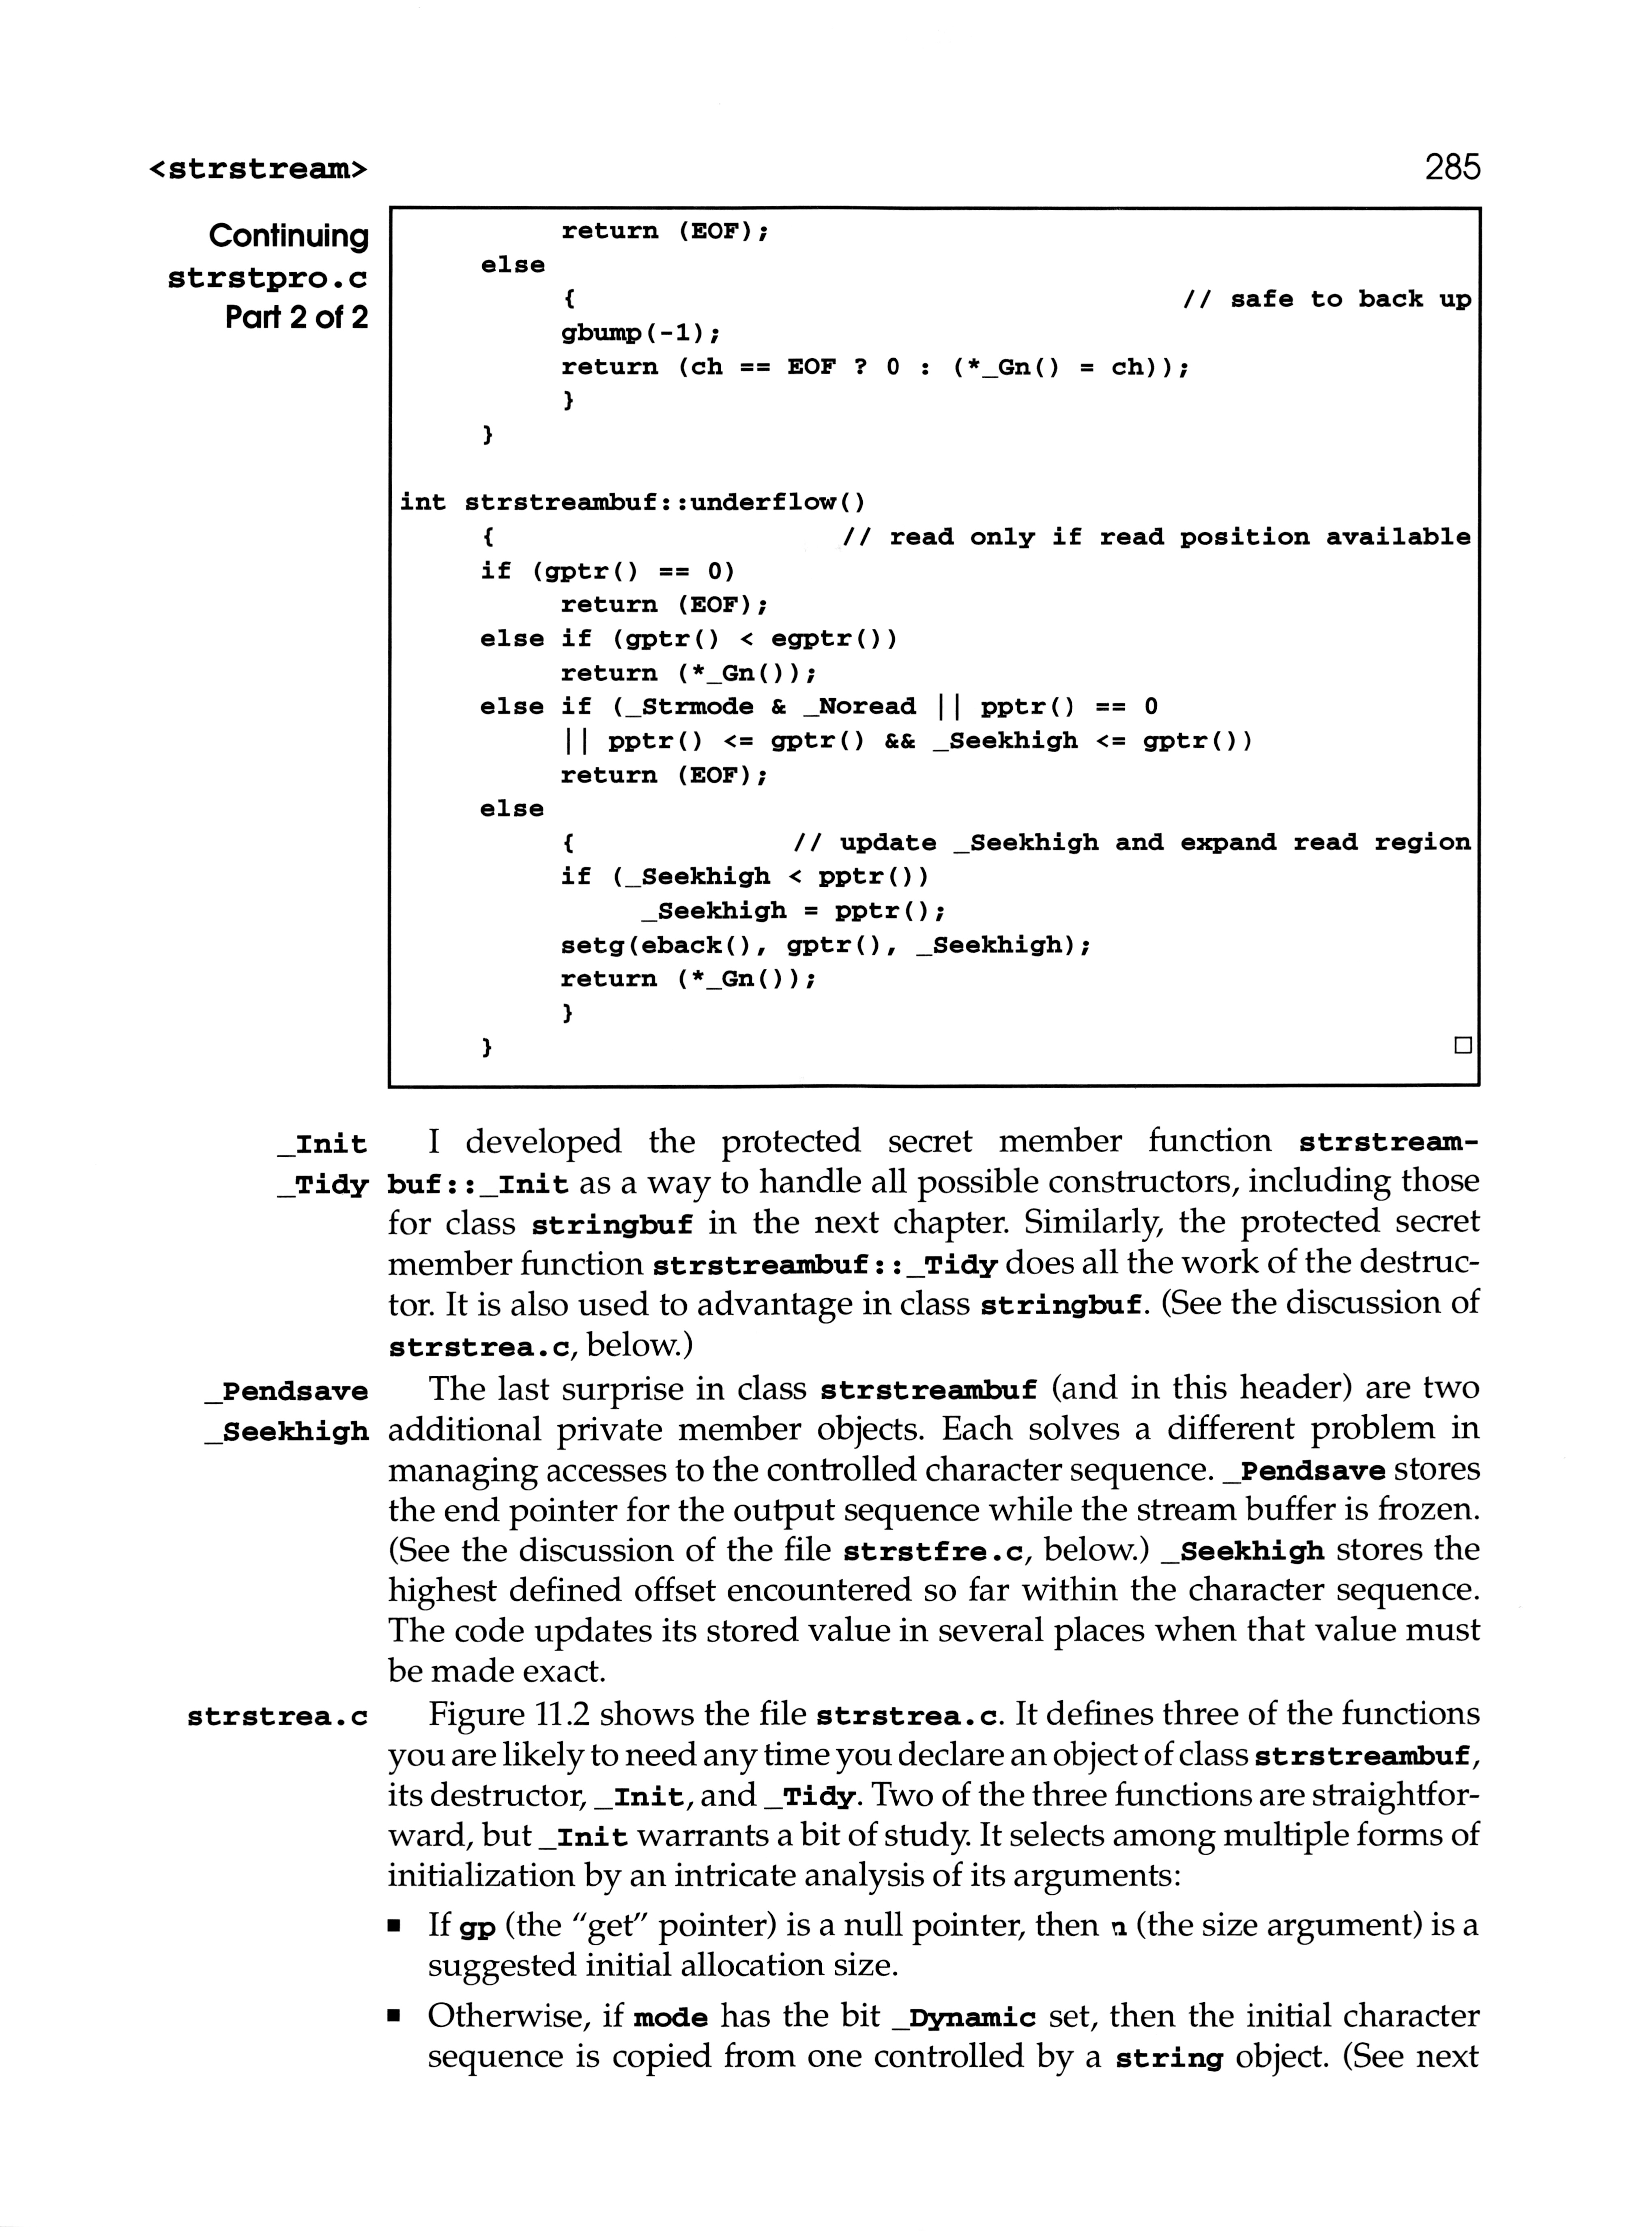 <strstream> 285
Continuing
strstpro.c
Part 2 of 2
return (EOF);
else
{ // safe to back up
gbump(-1);
return (ch == EOF ? 0 : (*_Gn() = ch));
}
}
int strstreambuf::underflow()
{ // read only if read position available
if (gptr() == 0)
return (EOF);
else if (gptr() < egptr())
return (*_Gn());
else if (_Strmode & _Noread || pptr() == 0
|| pptr() <= gptr() && _Seekhigh <= gptr())
return (EOF);
else
{ // update _Seekhigh and expand read region
if (_Seekhigh < pptr())
_Seekhigh = pptr();
setg(eback(), gptr(), _Seekhigh);
return (*_Gn());
}
} □
_Init I developed the protected secret member function strstream-
_Tidy buf::_Init as a way to handle all possible constructors, including those
for class stringbuf in the next chapter. Similarly, the protected secret
member function strstreambuf::_Tidy does all the work of the destruc-
tor. It is also used to advantage in class stringbuf. (See the discussion of
strstrea.c, below.)
_Pendsave The last surprise in class strstreambuf (and in this header) are two
_Seekhigh additional private member objects. Each solves a different problem in
managing accesses to the controlled character sequence. _Pendsave stores
the end pointer for the output sequence while the stream buffer is frozen.
(See the discussion of the file strstfre.c, below.) _Seekhigh stores the
highest defined offset encountered so far within the character sequence.
The code updates its stored value in several places when that value must
be made exact.
strstrea.c Figure 11.2 shows the file strstrea.c. It defines three of the functions
you are likely to need any time you declare an object of class strstreambuf,
its destructor, _Init, and _Tidy. Two of the three functions are straightfor-
ward, but _Init warrants a bit of study. It selects among multiple forms of
initialization by an intricate analysis of its arguments:
■ If gp (the "get" pointer) is a null pointer, then n (the size argument) is a
suggested initial allocation size.
■ Otherwise, if mode has the bit _Dynamic set, then the initial character
sequence is copied from one controlled by a string object. (See next